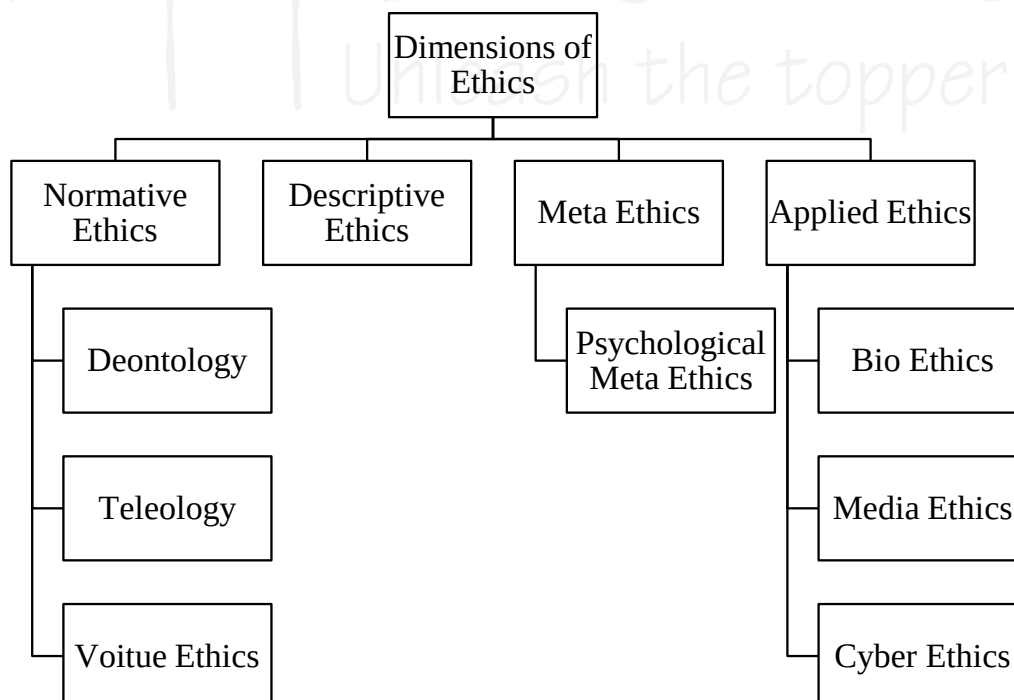 Unleash the topper
Dimensions of
Ethics
Normative
Ethics
Descriptive
Ethics
Meta Ethics
Applied Ethics
Deontology
Teleology
Voitue Ethics
Psychological
Meta Ethics
Bio Ethics
Media Ethics
Cyber Ethics